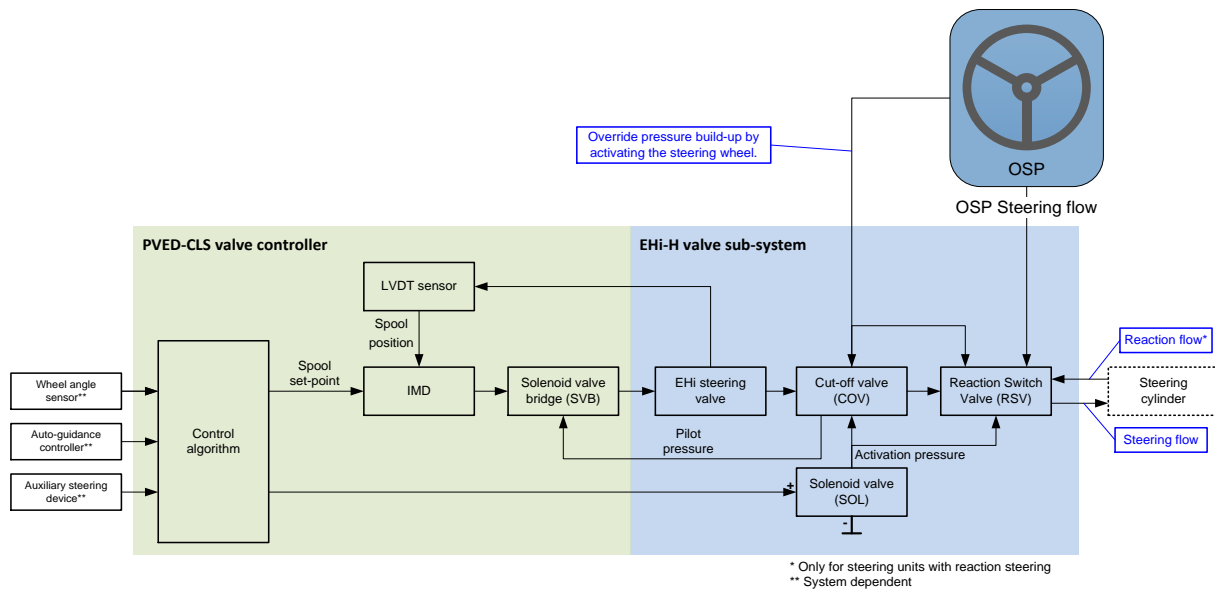 OSP
OSP Steering flow
Override pressure build-up by
activating the steering wheel.
PVED-CLS valve controller
EHi-H valve sub-system
LVDT sensor
Spool
position
Spool
set-point
Wheel angle
sensor**
Auto-guidance
controller**
Auxiliary steering
device**
Control
algorithm
IMD
Solenoid valve
bridge (SVB)
EHi steering
valve
Cut-off valve
(COV)
Reaction Switch
Valve (RSV)
Reaction flow*
Steering
cylinder
Steering flow
Pilot
pressure
Activation pressure
Solenoid valve
(SOL)
+
-
* Only for steering units with reaction steering
** System dependent